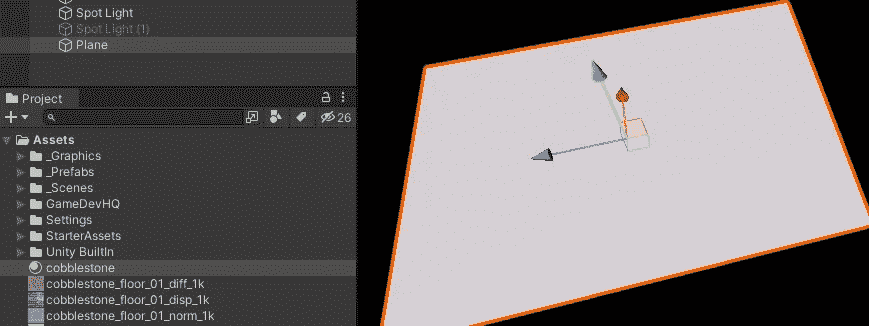 Spot Light
Spot Light (1)
Plane
Project
26
Assets
_Graphics
_Prefabs
_Scenes
GameDevHQ
Settings
StarterAssets
Unity BuiltIn
cobblestone
cobblestone_floor_01_diff_1k
cobblestone_floor_01_disp_1k
cobblestone_floor_01_norm_1k